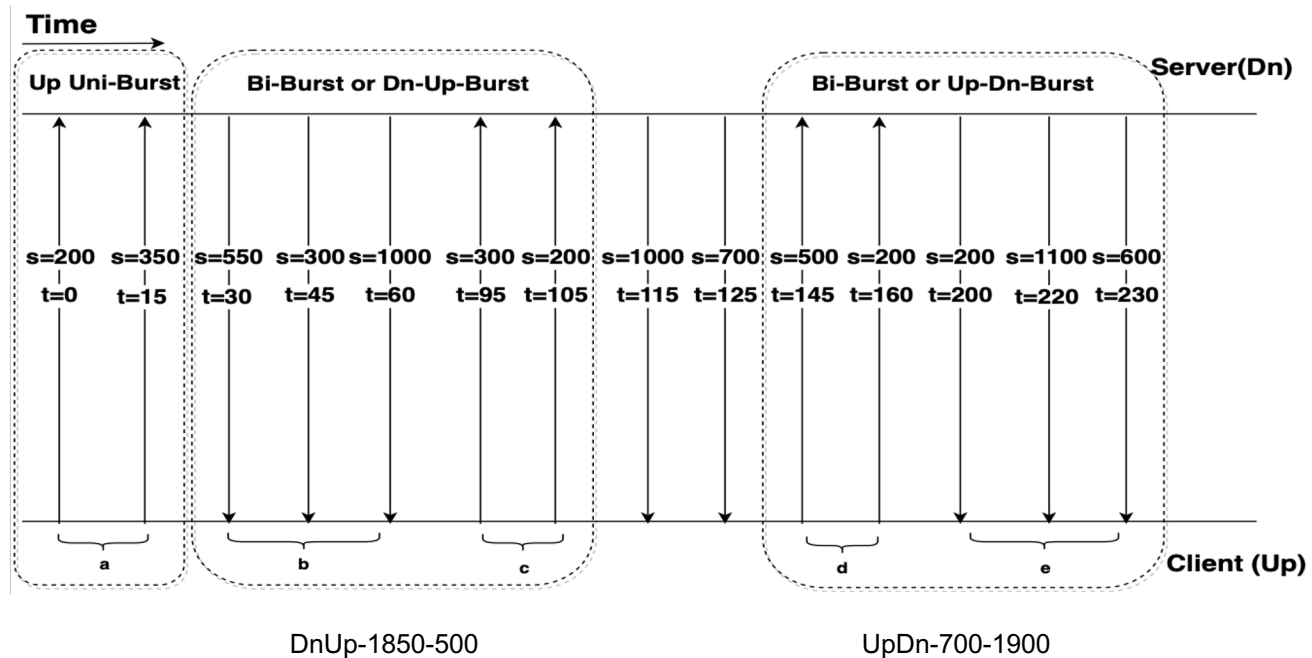 Time
Up Uni-Burst Bi-Burst or Dn-Up-Burst Bi-Burst or Up-Dn-Burst Server(Dn)
s=200 s=350 s=550 s=300 s=1000 s=300 s=200 s=1000 s=700 s=500 s=200 s=200 s=1100 s=600
t=0 t=15 t=30 t=45 t=60 t=95 t=105 t=115 t=125 t=145 t=160 t=200 t=220 t=230
a b c d e Client (Up)
DnUp-1850-500 UpDn-700-1900